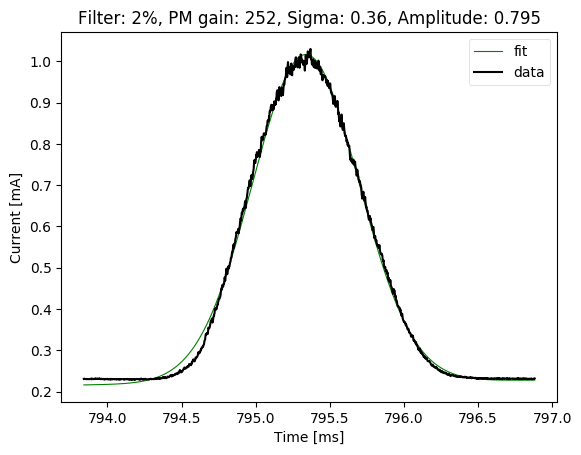 Filter: 2%, PM gain: 252, Sigma: 0.36, Amplitude: 0.795
fit
data
Current [mA]
1.0
0.9
0.8
0.7
0.6
0.5
0.4
0.3
0.2
794.0 794.5 795.0 795.5 796.0 796.5 797.0
Time [ms]